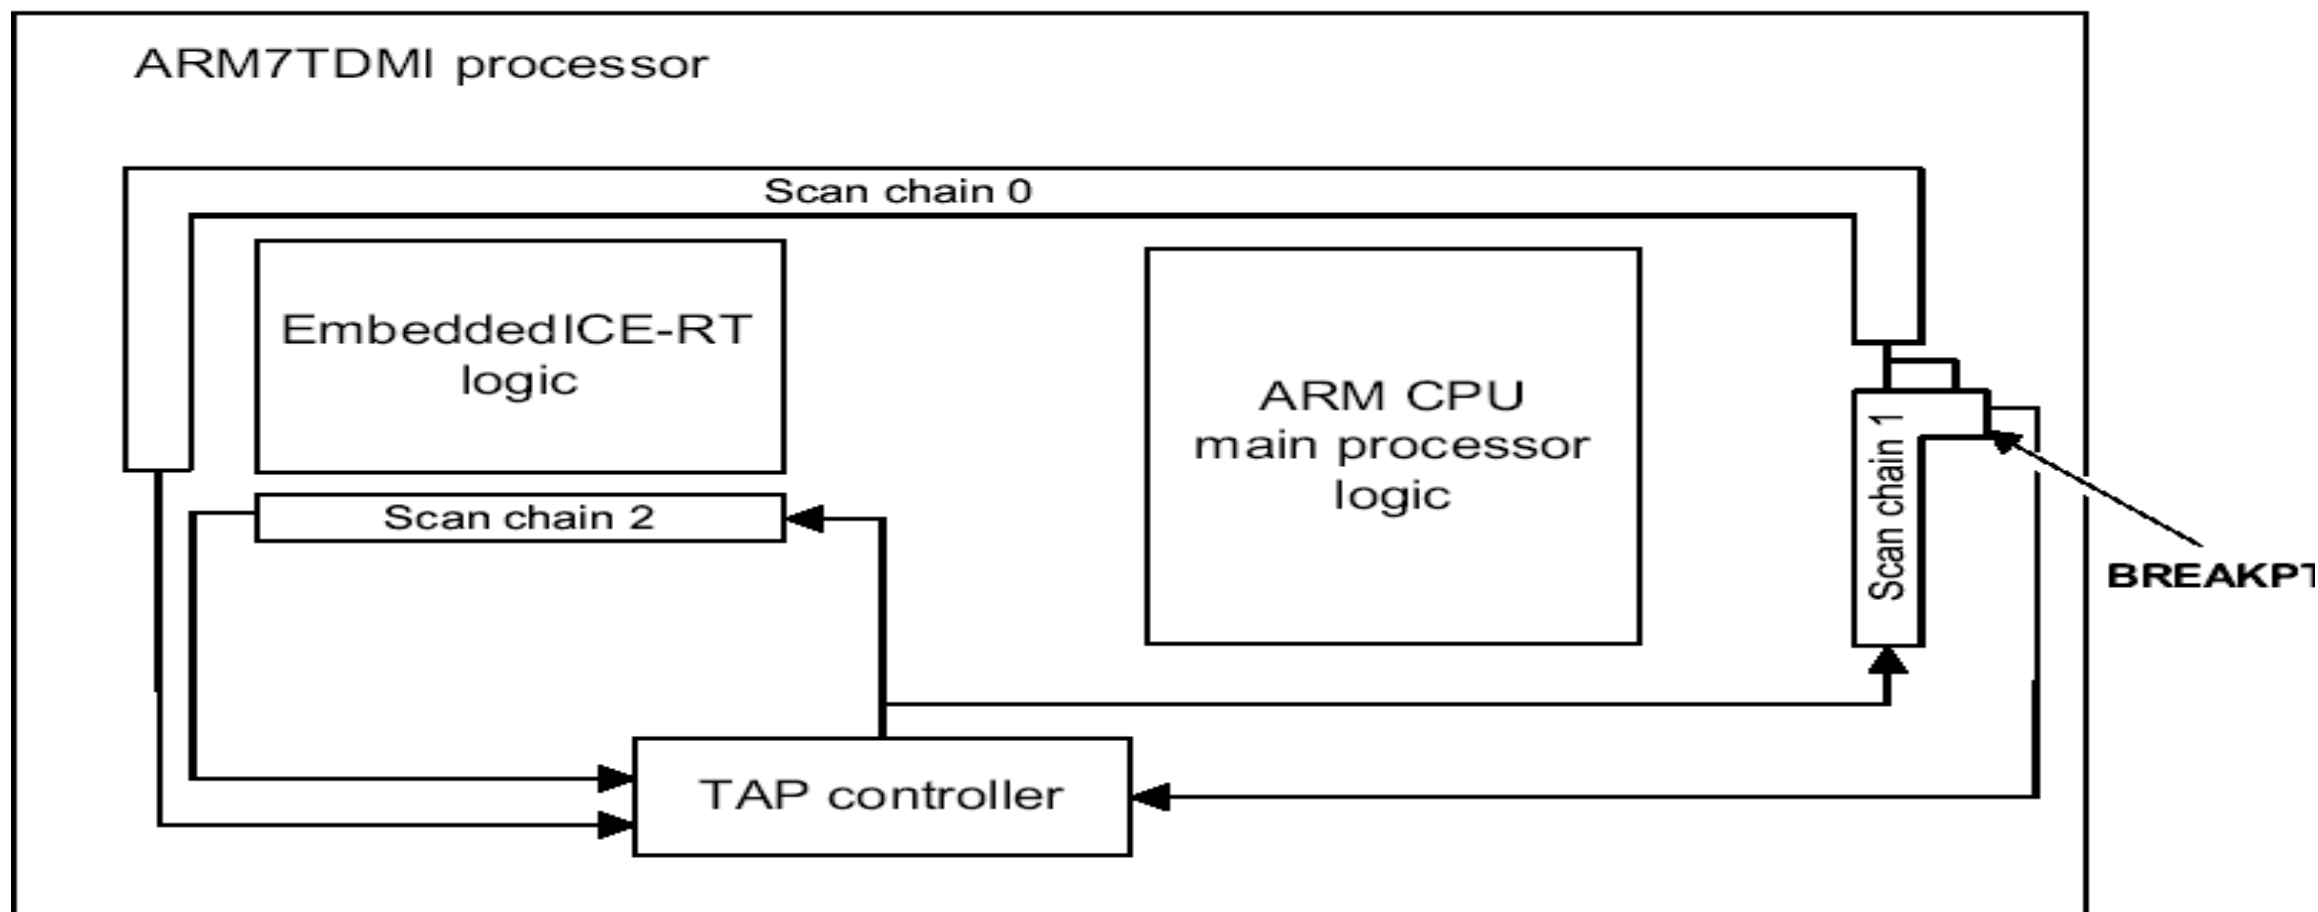 ARM7TDMI processor
Scan chain 0
EmbeddedICE-RT
logic
ARM CPU
main processor
logic
Scan chain 1
Scan chain 2
BREAKPT
TAP controller